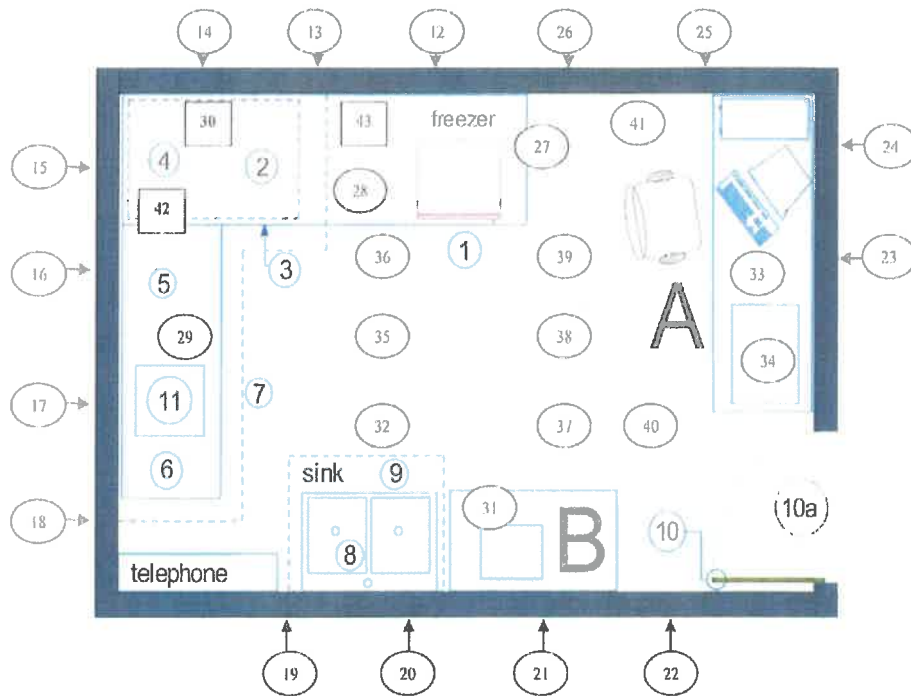 14 13 12 26 25
30 43 freezer 41
27
15 4 2 24
28
42
36 1 39 23
16 5 3 33
29 35 38 A
34
11 7
17
32 37 40
6 sink 9
18 31 10 10a
B
8
telephone
19 20 21 22